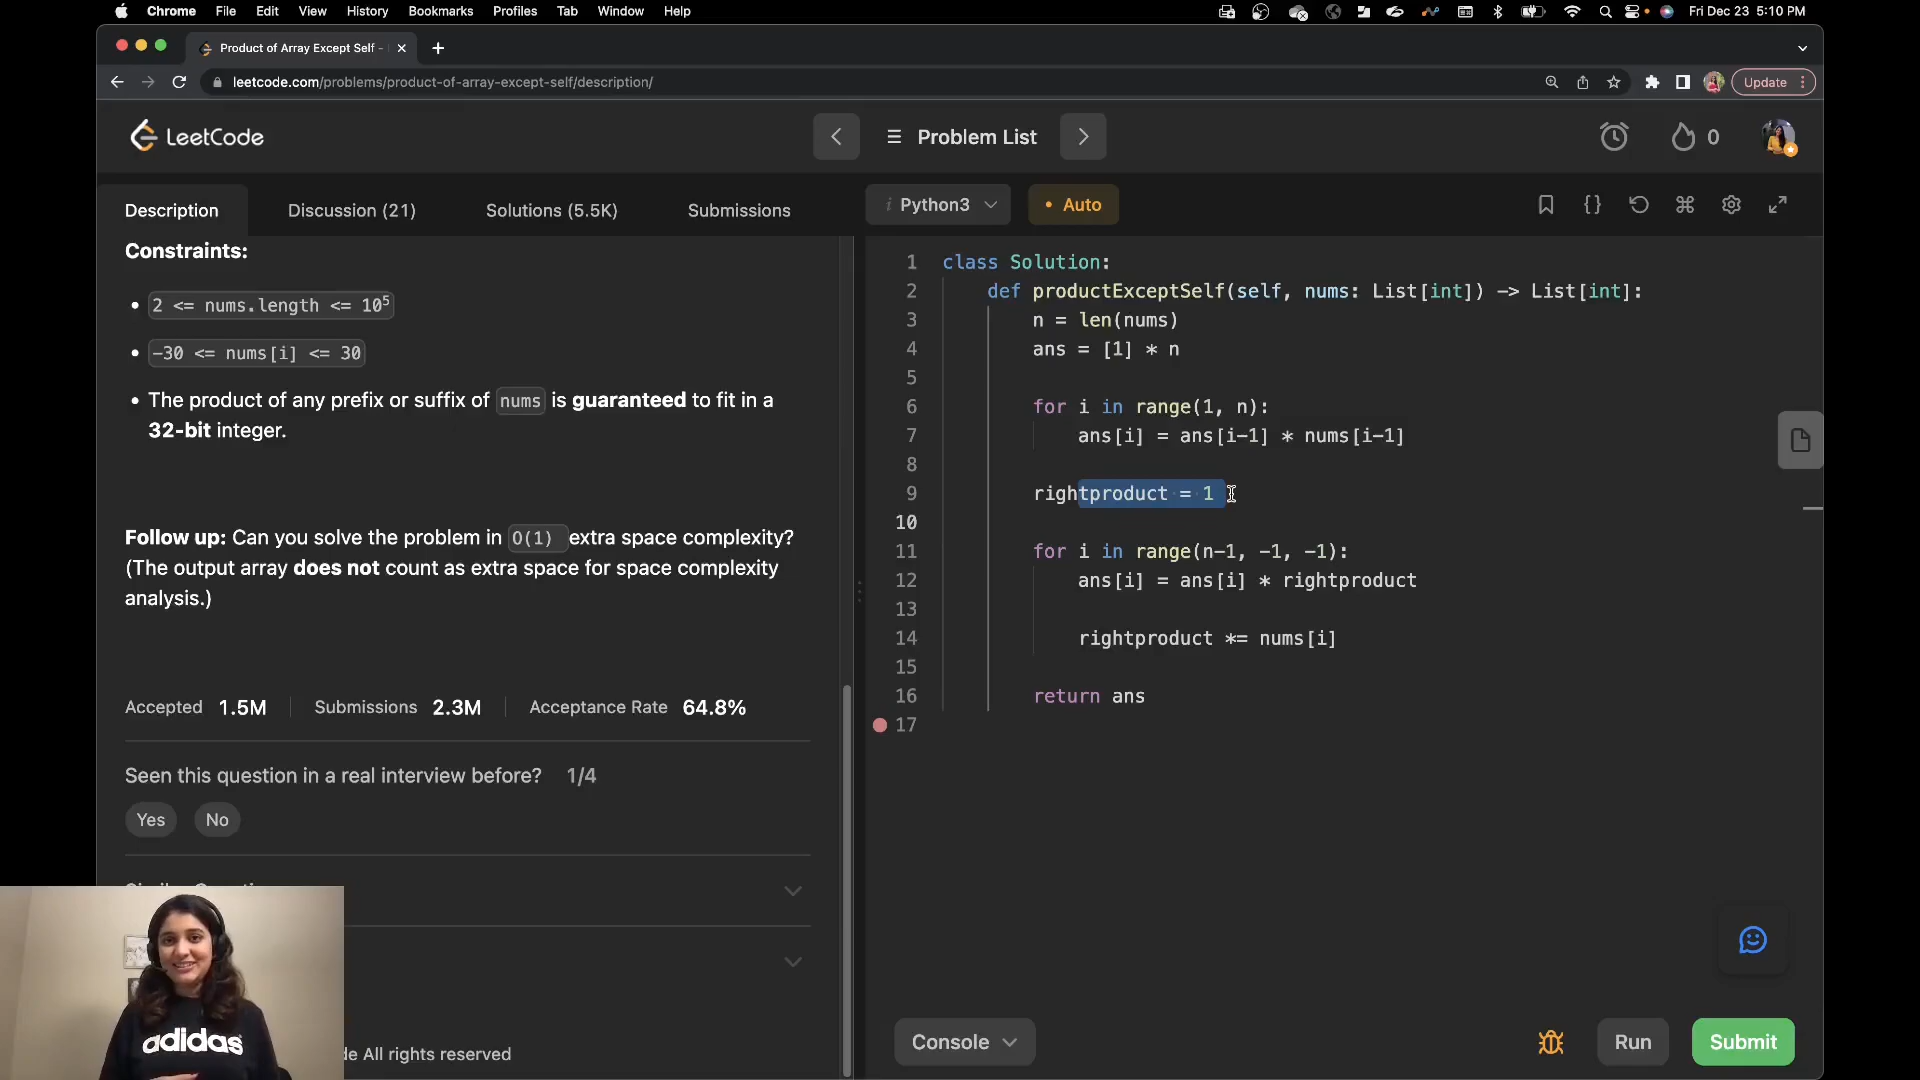 Chrome File Edit View History Bookmarks Profiles Tab Window Help
Fri Dec 23 5:10 PM
Product of Array Except Self -
leetcode.com/problems/product-of-array-except-self/description/
Update
LeetCode
Problem List
0
Description Discussion (21) Solutions (5.5K) Submissions
Constraints:
• 2 <= nums.length <= 10⁵
• -30 <= nums[i] <= 30
• The product of any prefix or suffix of nums is guaranteed to fit in a
32-bit integer.
Follow up: Can you solve the problem in O(1) extra space complexity?
(The output array does not count as extra space for space complexity
analysis.)
Accepted 1.5M Submissions 2.3M Acceptance Rate 64.8%
Seen this question in a real interview before? 1/4
Yes No
de All rights reserved
adidas
i Python3 • Auto
1 class Solution:
2 def productExceptSelf(self, nums: List[int]) -> List[int]:
3 n = len(nums)
4 ans = [1] * n
5
6 for i in range(1, n):
7 ans[i] = ans[i-1] * nums[i-1]
8
9 rightproduct = 1
10
11 for i in range(n-1, -1, -1):
12 ans[i] = ans[i] * rightproduct
13
14 rightproduct *= nums[i]
15
16 return ans
17
Console Run Submit